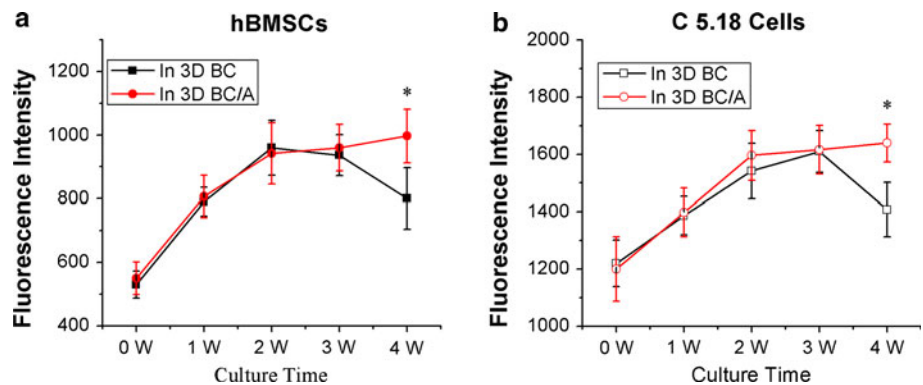 a
hBMSCs
In 3D BC
In 3D BC/A
*
Fluorescence Intensity
1200
1000
800
600
400
0 W 1 W 2 W 3 W 4 W
Culture Time
b
C 5.18 Cells
In 3D BC
In 3D BC/A
*
Fluorescence Intensity
2000
1800
1600
1400
1200
1000
0 W 1 W 2 W 3 W 4 W
Culture Time